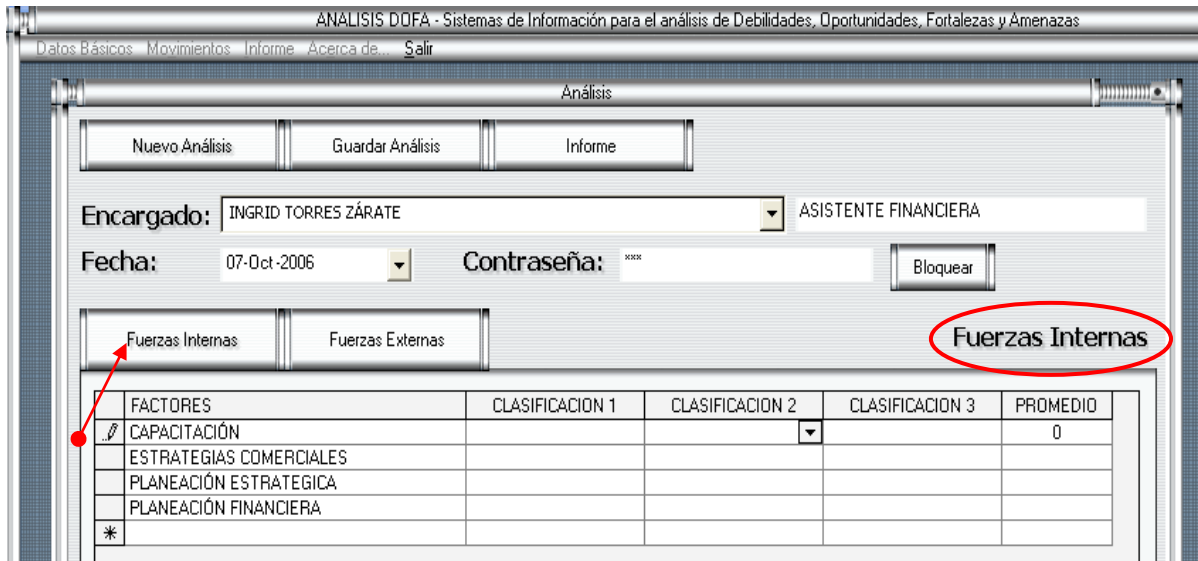 ANALISIS DOFA - Sistemas de Información para el análisis de Debilidades, Oportunidades, Fortalezas y Amenazas
Datos Básicos Movimientos Informe Acerca de... Salir
Análisis
Nuevo Análisis Guardar Análisis Informe
Encargado: INGRID TORRES ZÁRATE ASISTENTE FINANCIERA
Fecha: 07-Oct-2006 Contraseña: *** Bloquear
Fuerzas Internas Fuerzas Externas Fuerzas Internas
FACTORES CLASIFICACION 1 CLASIFICACION 2 CLASIFICACION 3 PROMEDIO
CAPACITACIÓN 0
ESTRATEGIAS COMERCIALES
PLANEACIÓN ESTRATEGICA
PLANEACIÓN FINANCIERA
*